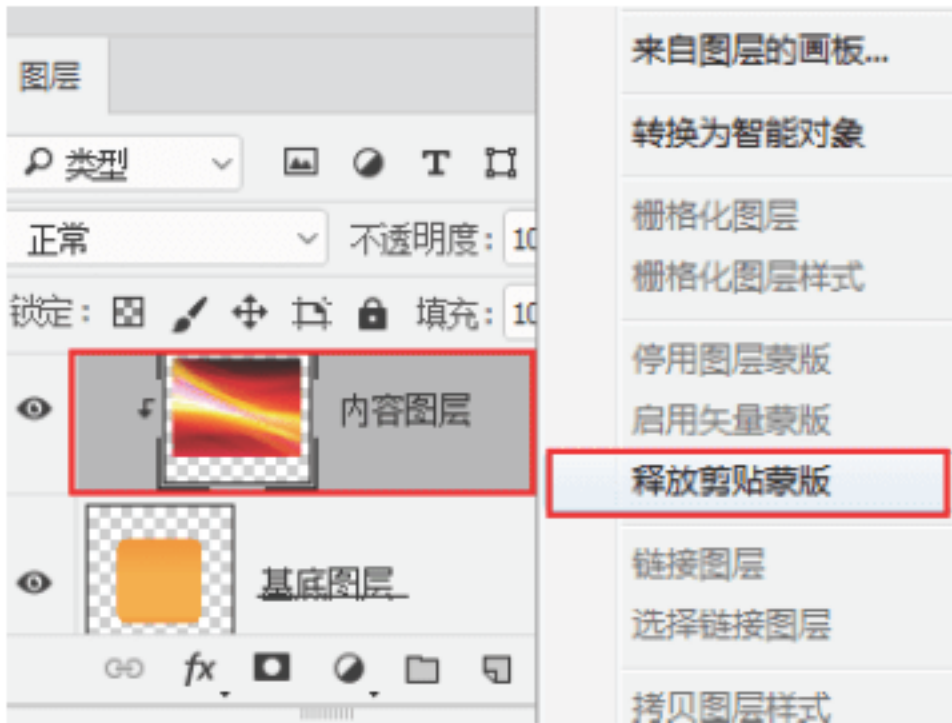 图层
类型
T
正常
不透明度：10
锁定：
填充：10
内容图层
基底图层
fx
来自图层的画板...
转换为智能对象
栅格化图层
栅格化图层样式
停用图层蒙版
启用矢量蒙版
释放剪贴蒙版
链接图层
选择链接图层
拷贝图层样式